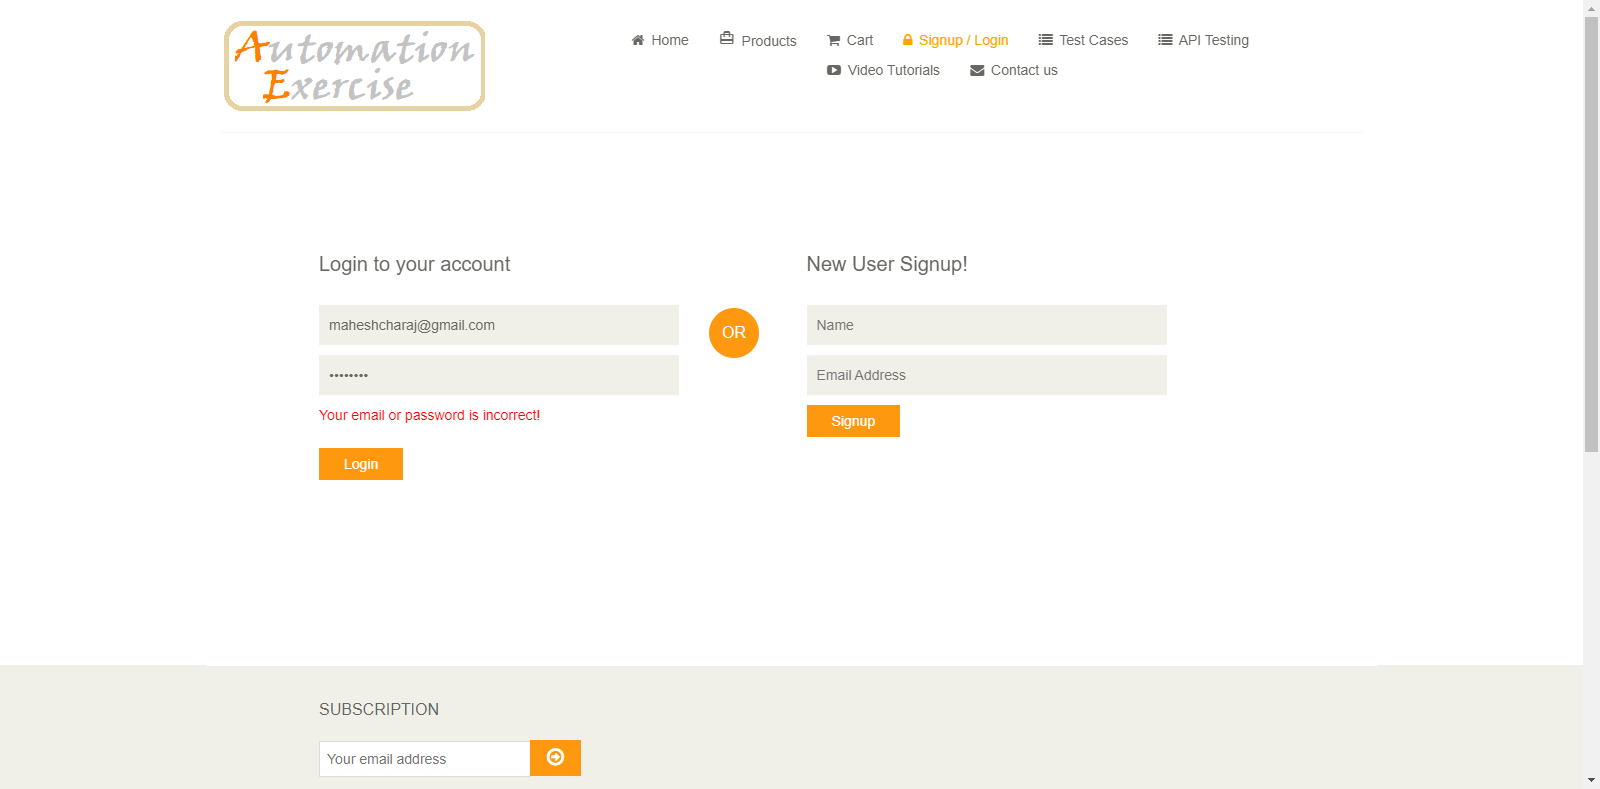 Automation
Exercise
Home
Products
Cart
Signup / Login
Test Cases
API Testing
Video Tutorials
Contact us
Login to your account
maheshcharaj@gmail.com
••••••••
Your email or password is incorrect!
Login
OR
New User Signup!
Name
Email Address
Signup
SUBSCRIPTION
Your email address